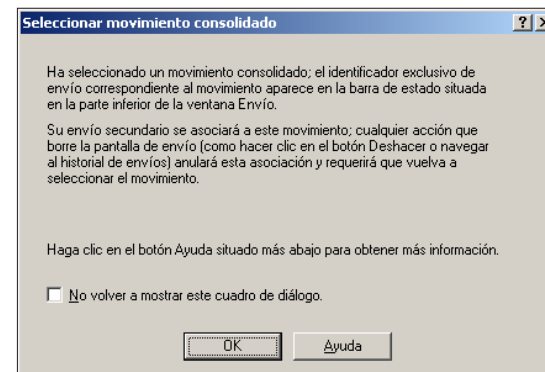 Seleccionar movimiento consolidado
Ha seleccionado un movimiento consolidado; el identificador exclusivo de
envío correspondiente al movimiento aparece en la barra de estado situada
en la parte inferior de la ventana Envío.
Su envío secundario se asociará a este movimiento; cualquier acción que
borre la pantalla de envío (como hacer clic en el botón Deshacer o navegar
al historial de envíos) anulará esta asociación y requerirá que vuelva a
seleccionar el movimiento.
Haga clic en el botón Ayuda situado más abajo para obtener más información.
No volver a mostrar este cuadro de diálogo.
OK
Ayuda